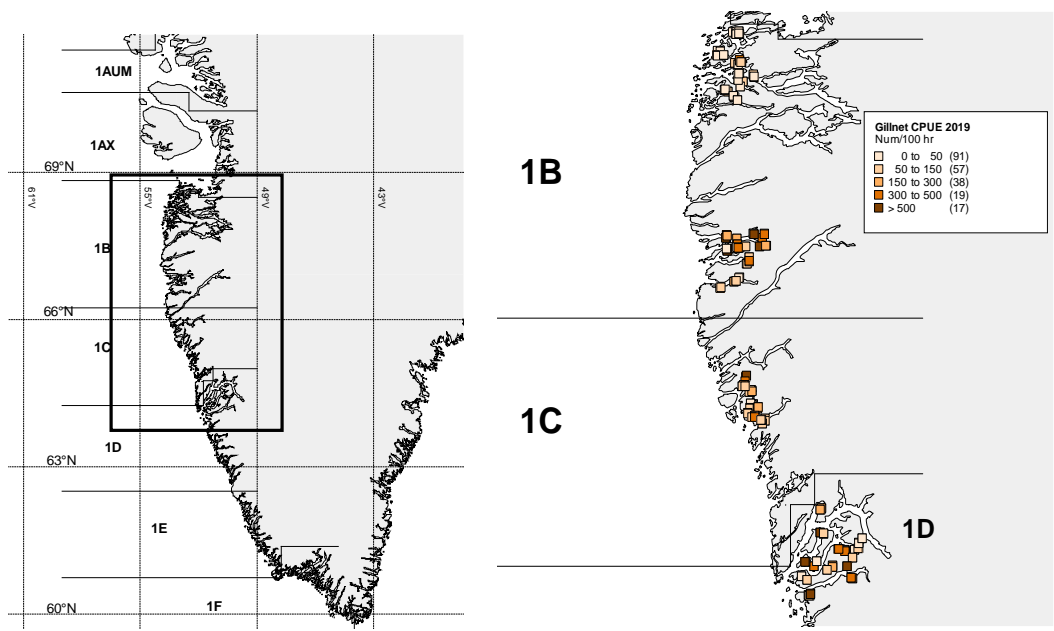 1AUM
1AX
69°N
61°V
55°V
49°V
43°V
1B
66°N
1C
1D
63°N
1E
1F
60°N
1B
Gillnet CPUE 2019
Num/100 hr
0 to 50 (91)
50 to 150 (57)
150 to 300 (38)
300 to 500 (19)
> 500 (17)
1C
1D